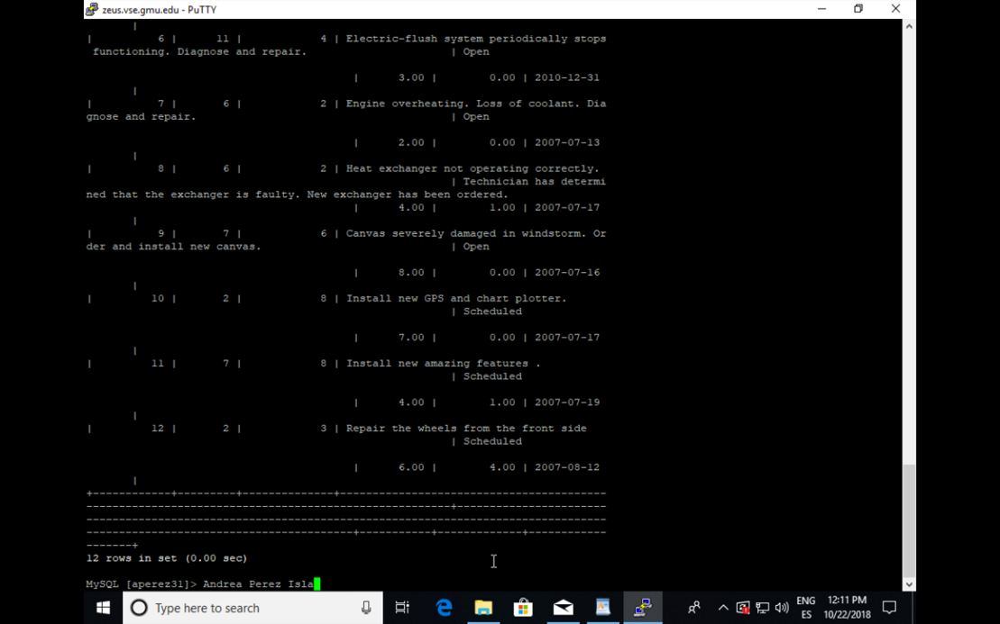 zeus.vse.gmu.edu - PuTTY
|
| 6 | 11 | 4 | Electric-flush system periodically stops
functioning. Diagnose and repair. | Open
| 3.00 | 0.00 | 2010-12-31
|
| 7 | 6 | 2 | Engine overheating. Loss of coolant. Dia
gnose and repair. | Open
| 2.00 | 0.00 | 2007-07-13
|
| 8 | 6 | 2 | Heat exchanger not operating correctly.
| Technician has determi
ned that the exchanger is faulty. New exchanger has been ordered.
| 4.00 | 1.00 | 2007-07-17
|
| 9 | 7 | 6 | Canvas severely damaged in windstorm. Or
der and install new canvas. | Open
| 8.00 | 0.00 | 2007-07-16
|
| 10 | 2 | 8 | Install new GPS and chart plotter.
| Scheduled
| 7.00 | 0.00 | 2007-07-17
|
| 11 | 7 | 8 | Install new amazing features .
| Scheduled
| 4.00 | 1.00 | 2007-07-19
|
| 12 | 2 | 3 | Repair the wheels from the front side
| Scheduled
| 6.00 | 4.00 | 2007-08-12
|
12 rows in set (0.00 sec)
MySQL [aperez31]> Andrea Perez Isla
Type here to search
ENG 12:11 PM
ES 10/22/2018